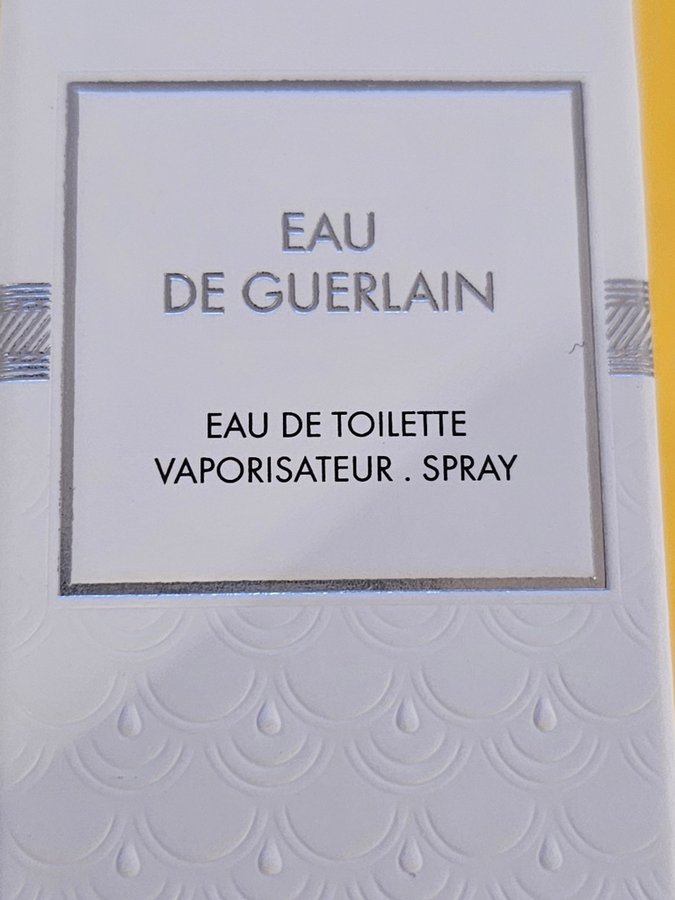 EAU
DE GUERLAIN
EAU DE TOILETTE
VAPORISATEUR . SPRAY